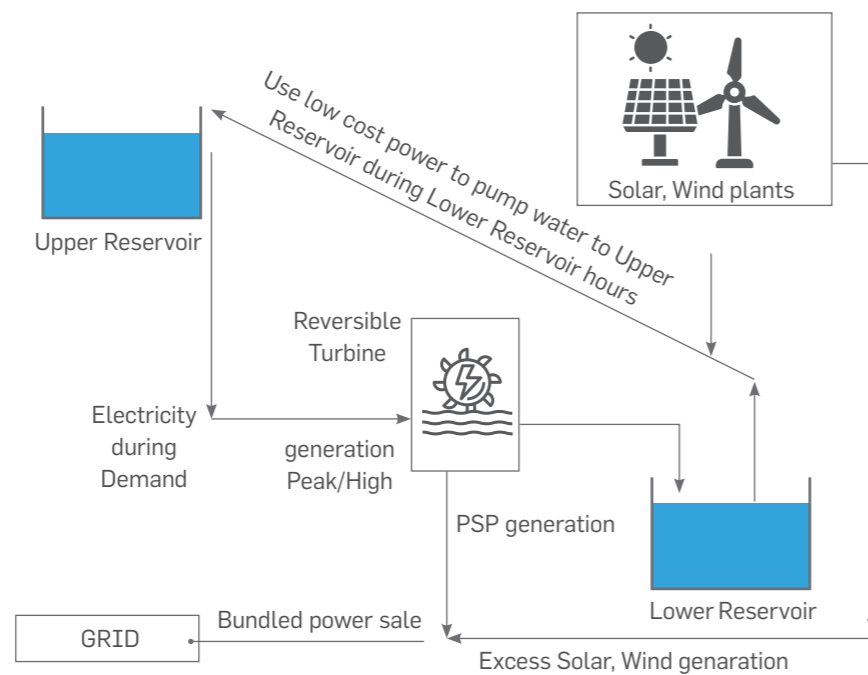 Use low cost power to pump water to Upper
Reservoir during Lower Reservoir hours
Solar, Wind plants
Upper Reservoir
Reversible
Turbine
Electricity
during
Demand
generation
Peak/High
PSP generation
Lower Reservoir
Bundled power sale
GRID
Excess Solar, Wind genaration